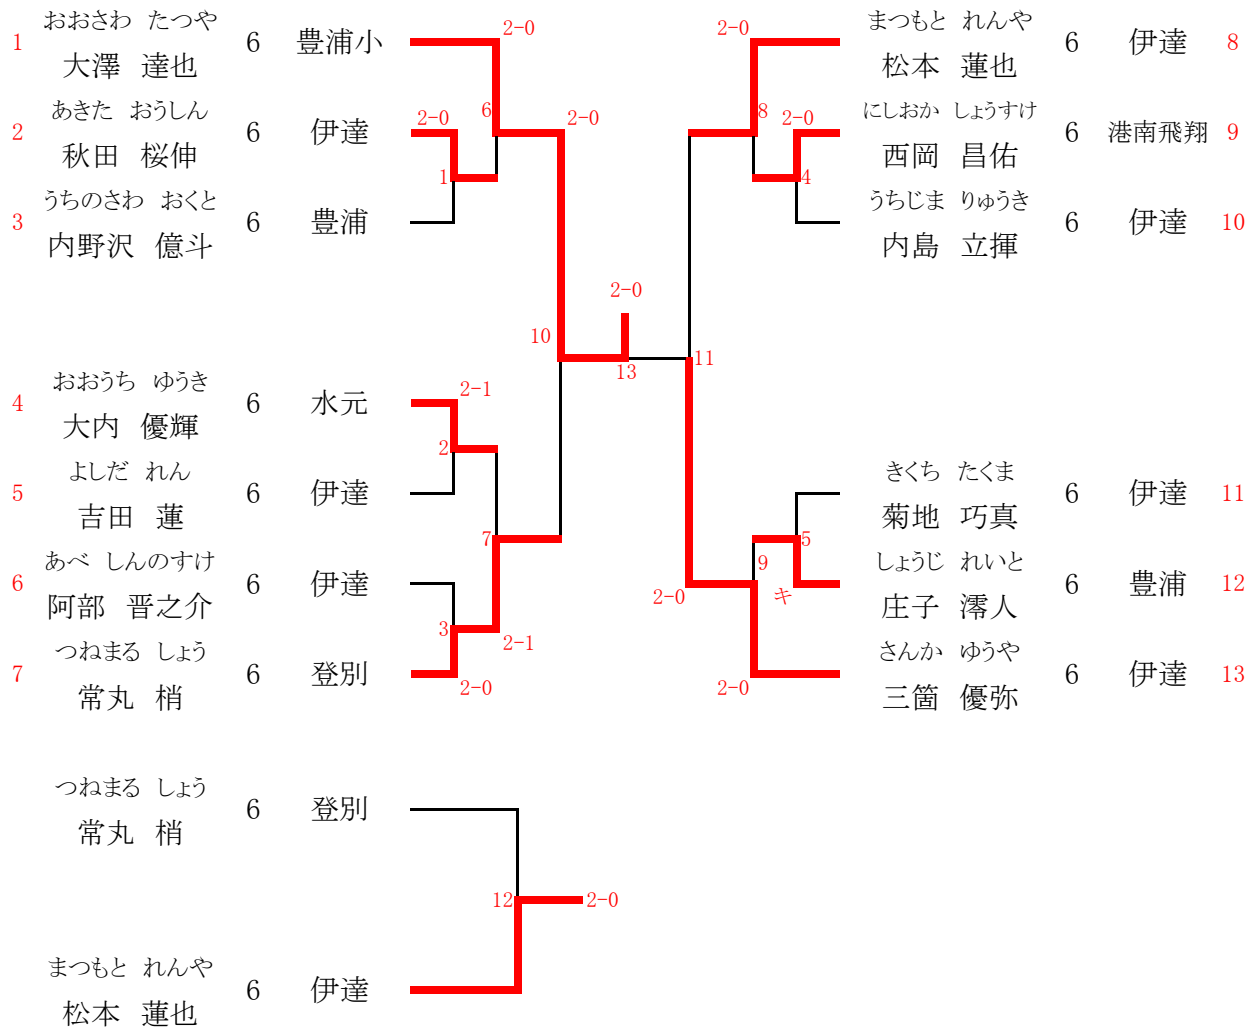 おおさわ たつや
1 大澤 達也 6 豊浦小
2-0
あきた おうしん
2 秋田 桜伸 6 伊達
2-0
6
2-0
1
うちのさわ おくと
3 内野沢 億斗 6 豊浦
まつもと れんや
松本 蓮也 6 伊達 8
2-0
にしおか しょうすけ
西岡 昌佑 6 港南飛翔 9
8
2-0
4
うちじま りゅうき
内島 立揮 6 伊達 10
2-0
10
13
11
おおうち ゆうき
4 大内 優輝 6 水元
2-1
2
よしだ れん
5 吉田 蓮 6 伊達
7
あべ しんのすけ
6 阿部 晋之介 6 伊達
3
2-1
つねまる しょう
7 常丸 梢 6 登別
2-0
きくち たくま
菊地 巧真 6 伊達 11
5
9
しょうじ れいと
庄子 澪人 6 豊浦 12
2-0
キ
さんか ゆうや
三箇 優弥 6 伊達 13
2-0
つねまる しょう
常丸 梢 6 登別
12
2-0
まつもと れんや
松本 蓮也 6 伊達